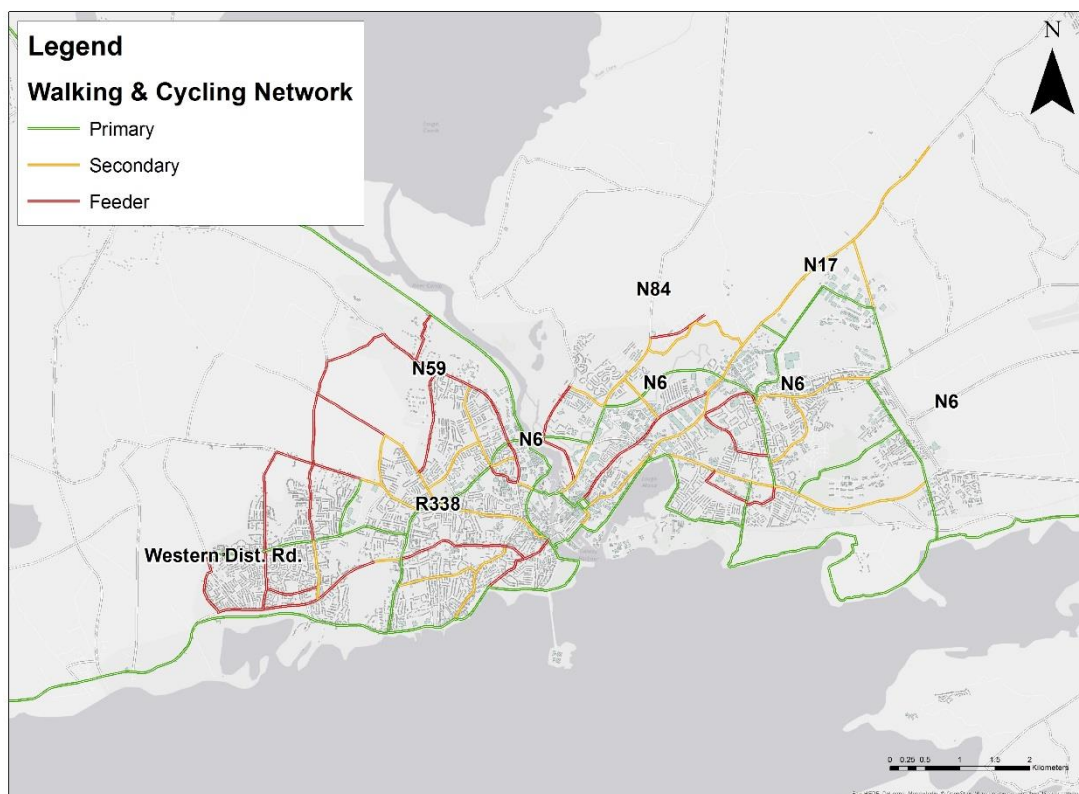 Legend
Walking & Cycling Network
Primary
Secondary
Feeder
N
N17
N84
N59
N6
N6
N6
N6
R338
Western Dist. Rd.
0 0.25 0.5 1 1.5 2
Kilometers